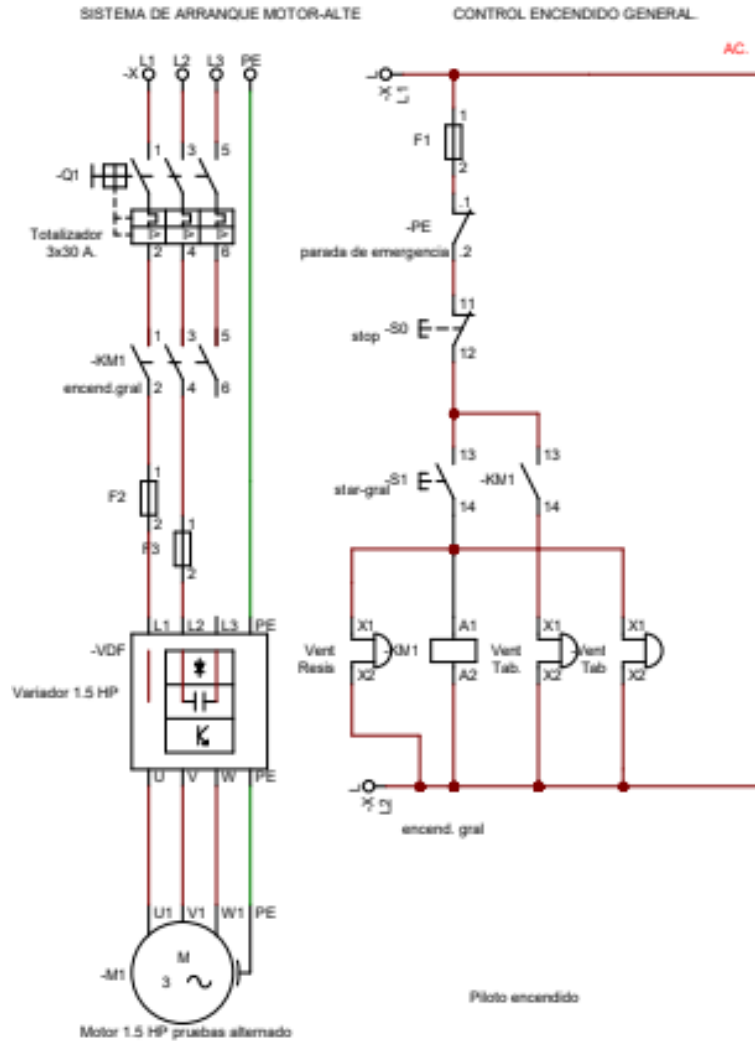 SISTEMA DE ARRANQUE MOTOR-ALTE
CONTROL ENCENDIDO GENERAL.
AC.
-X
L1 L2 L3 PE
-X
L1
1 3 5
-Q1
Totalizador
3x30 A.
2 4 6
1
F1
2
.1
-PE
parada de emergencia
.2
11
stop
-S0
12
1 3 5
-KM1
encend.gral
2 4 6
13
-S1
star-gral
14
13
-KM1
14
1
F2
2
1
F3
2
L1 L2 L3 PE
-VDF
Variador 1.5 HP
U V W PE
X1
Vent
Resis
X2
A1
-KM1
A2
X1
Vent
Tab.
X2
X1
Vent
Tab
X2
-X
L2
encend. gral
U1 V1 W1 PE
-M1
M
3
Motor 1.5 HP pruebas alternado
Piloto encendido